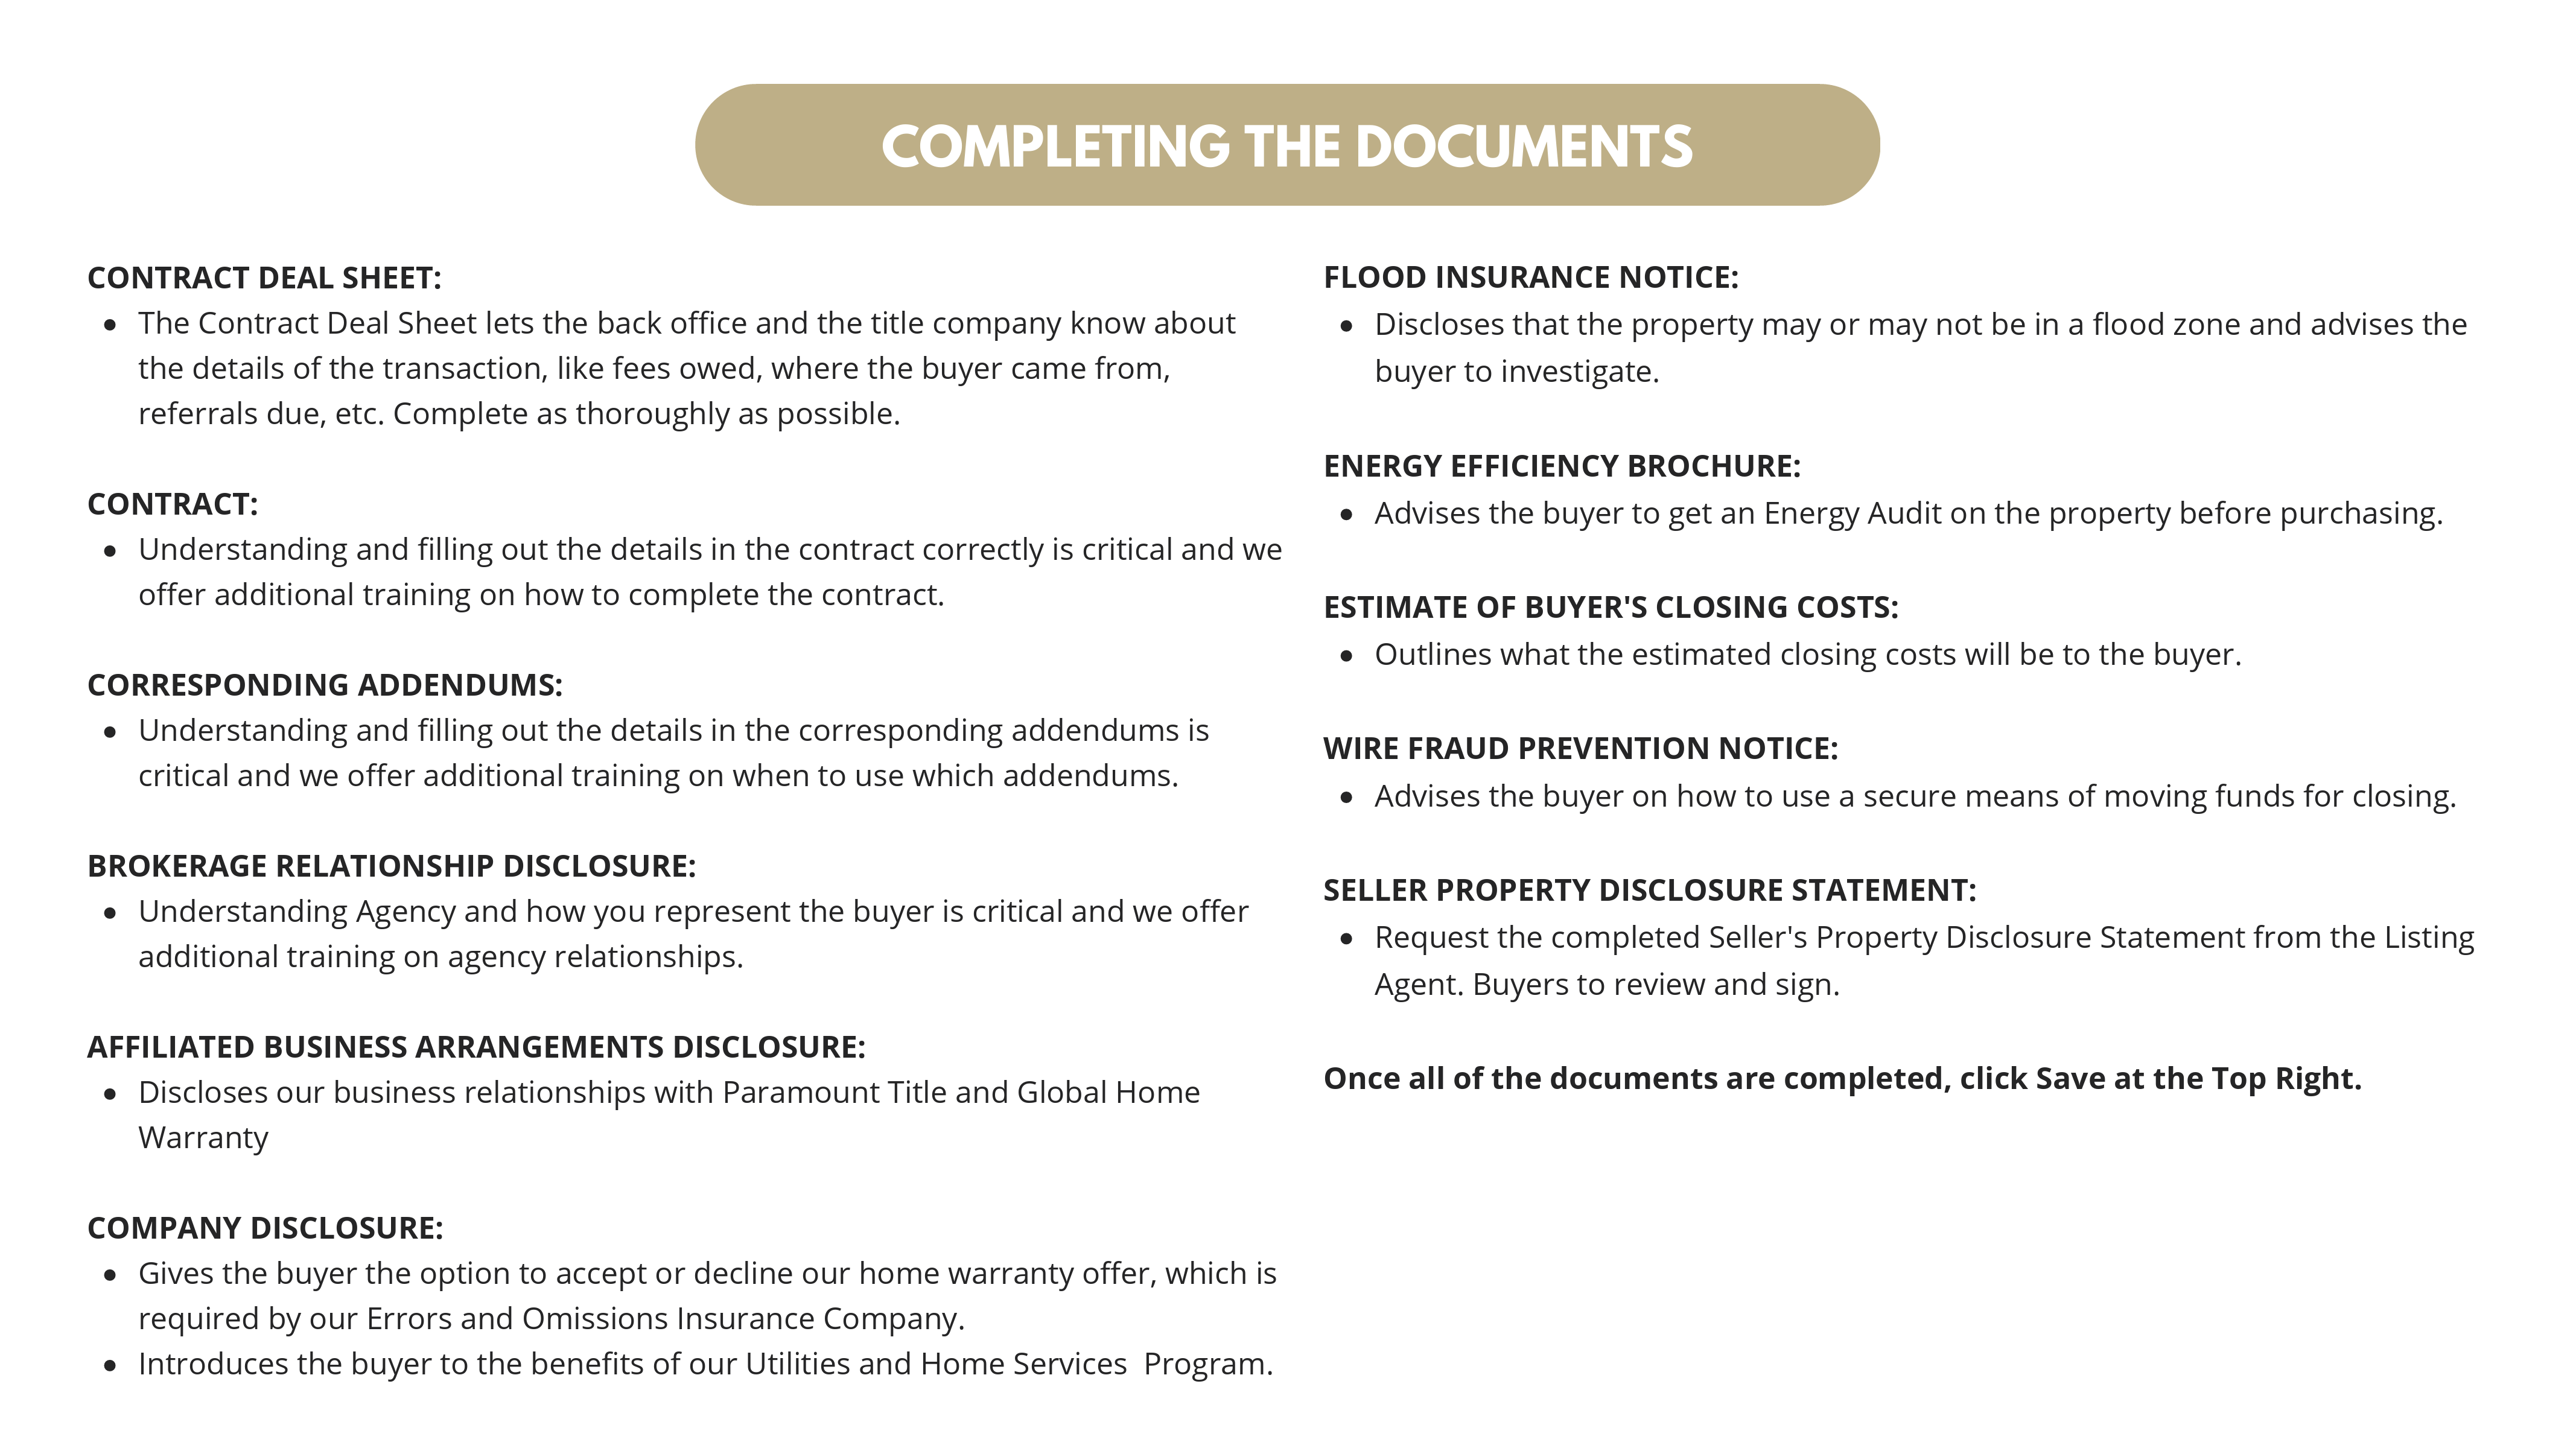 COMPLETING THE DOCUMENTS
CONTRACT DEAL SHEET:
• The Contract Deal Sheet lets the back office and the title company know about
the details of the transaction, like fees owed, where the buyer came from,
referrals due, etc. Complete as thoroughly as possible.
CONTRACT:
• Understanding and filling out the details in the contract correctly is critical and we
offer additional training on how to complete the contract.
CORRESPONDING ADDENDUMS:
• Understanding and filling out the details in the corresponding addendums is
critical and we offer additional training on when to use which addendums.
BROKERAGE RELATIONSHIP DISCLOSURE:
• Understanding Agency and how you represent the buyer is critical and we offer
additional training on agency relationships.
AFFILIATED BUSINESS ARRANGEMENTS DISCLOSURE:
• Discloses our business relationships with Paramount Title and Global Home
Warranty
COMPANY DISCLOSURE:
• Gives the buyer the option to accept or decline our home warranty offer, which is
required by our Errors and Omissions Insurance Company.
• Introduces the buyer to the benefits of our Utilities and Home Services  Program.
FLOOD INSURANCE NOTICE:
• Discloses that the property may or may not be in a flood zone and advises the
buyer to investigate.
ENERGY EFFICIENCY BROCHURE:
• Advises the buyer to get an Energy Audit on the property before purchasing.
ESTIMATE OF BUYER'S CLOSING COSTS:
• Outlines what the estimated closing costs will be to the buyer.
WIRE FRAUD PREVENTION NOTICE:
• Advises the buyer on how to use a secure means of moving funds for closing.
SELLER PROPERTY DISCLOSURE STATEMENT:
• Request the completed Seller's Property Disclosure Statement from the Listing
Agent. Buyers to review and sign.
Once all of the documents are completed, click Save at the Top Right.